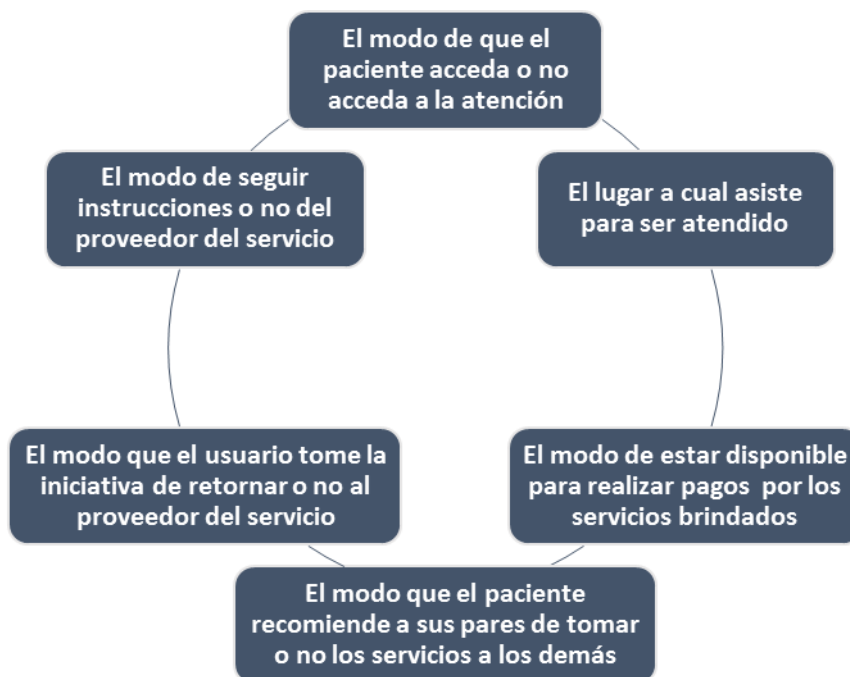 El modo de que el
paciente acceda o no
acceda a la atención
El lugar a cual asiste
para ser atendido
El modo de estar disponible
para realizar pagos por los
servicios brindados
El modo que el paciente
recomiende a sus pares de tomar
o no los servicios a los demás
El modo que el usuario tome la
iniciativa de retornar o no al
proveedor del servicio
El modo de seguir
instrucciones o no del
proveedor del servicio